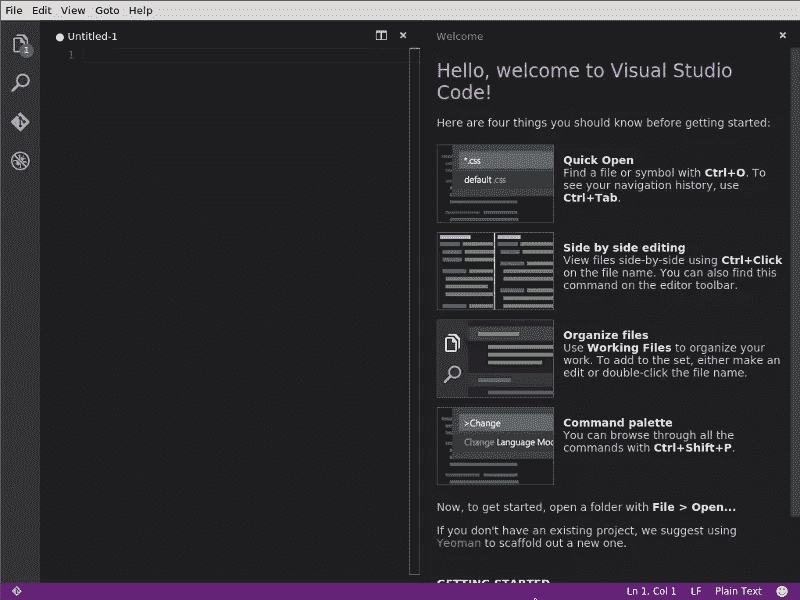 File Edit View Goto Help
1
● Untitled-1
1
Welcome
Hello, welcome to Visual Studio
Code!
Here are four things you should know before getting started:
*.css
default.css
Quick Open
Find a file or symbol with Ctrl+O. To
see your navigation history, use
Ctrl+Tab.
Side by side editing
View files side-by-side using Ctrl+Click
on the file name. You can also find this
command on the editor toolbar.
Organize files
Use Working Files to organize your
work. To add to the set, either make an
edit or double-click the file name.
>Change
Change Language Moc
Command palette
You can browse through all the
commands with Ctrl+Shift+P.
Now, to get started, open a folder with File > Open...
If you don't have an existing project, we suggest using
Yeoman to scaffold out a new one.
GETTING STARTED
Ln 1, Col 1 LF Plain Text